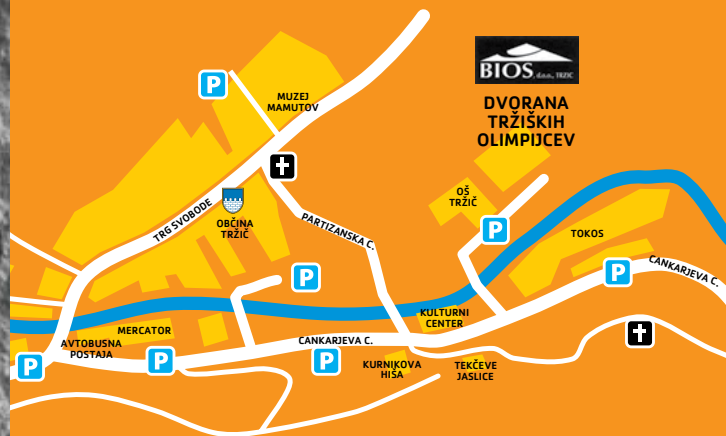 BIOS, d.o.o., TRŽIČ
DVORANA
TRŽIŠKIH
OLIMPIJCEV
P
MUZEJ
MAMUTOV
OŠ
TRŽIČ
TRG SVOBODE
OBČINA
TRŽIČ
PARTIZANSKA C.
P
TOKOS
P
P
CANKARJEVA C.
KULTURNI
CENTER
MERCATOR
AVTOBUSNA
POSTAJA
CANKARJEVA C.
P
P
P
KURNIKOVA
HIŠA
TEKČEVE
JASLICE